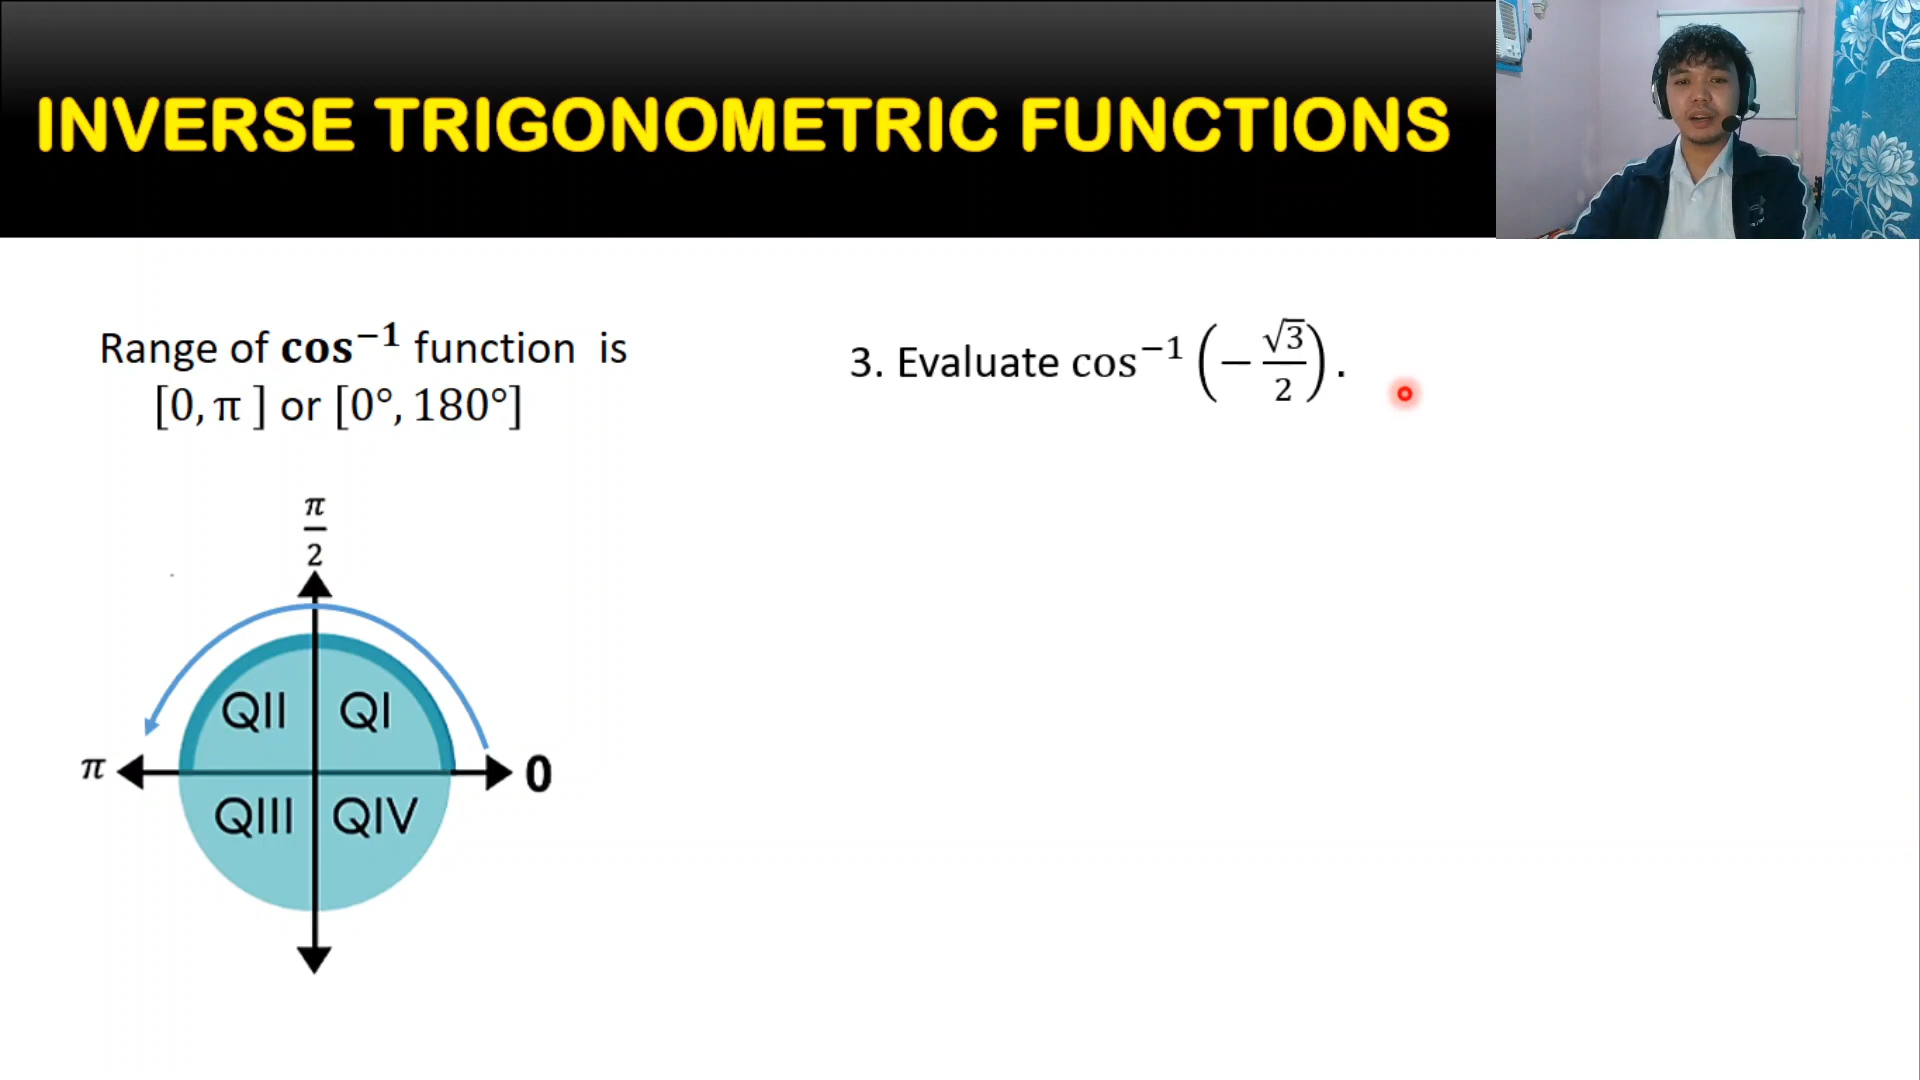 INVERSE TRIGONOMETRIC FUNCTIONS
Range of cos⁻¹ function is
[0, π ] or [0°, 180°]
3. Evaluate cos⁻¹ (−√3/2).
π/2
QII QI
π 0
QIII QIV